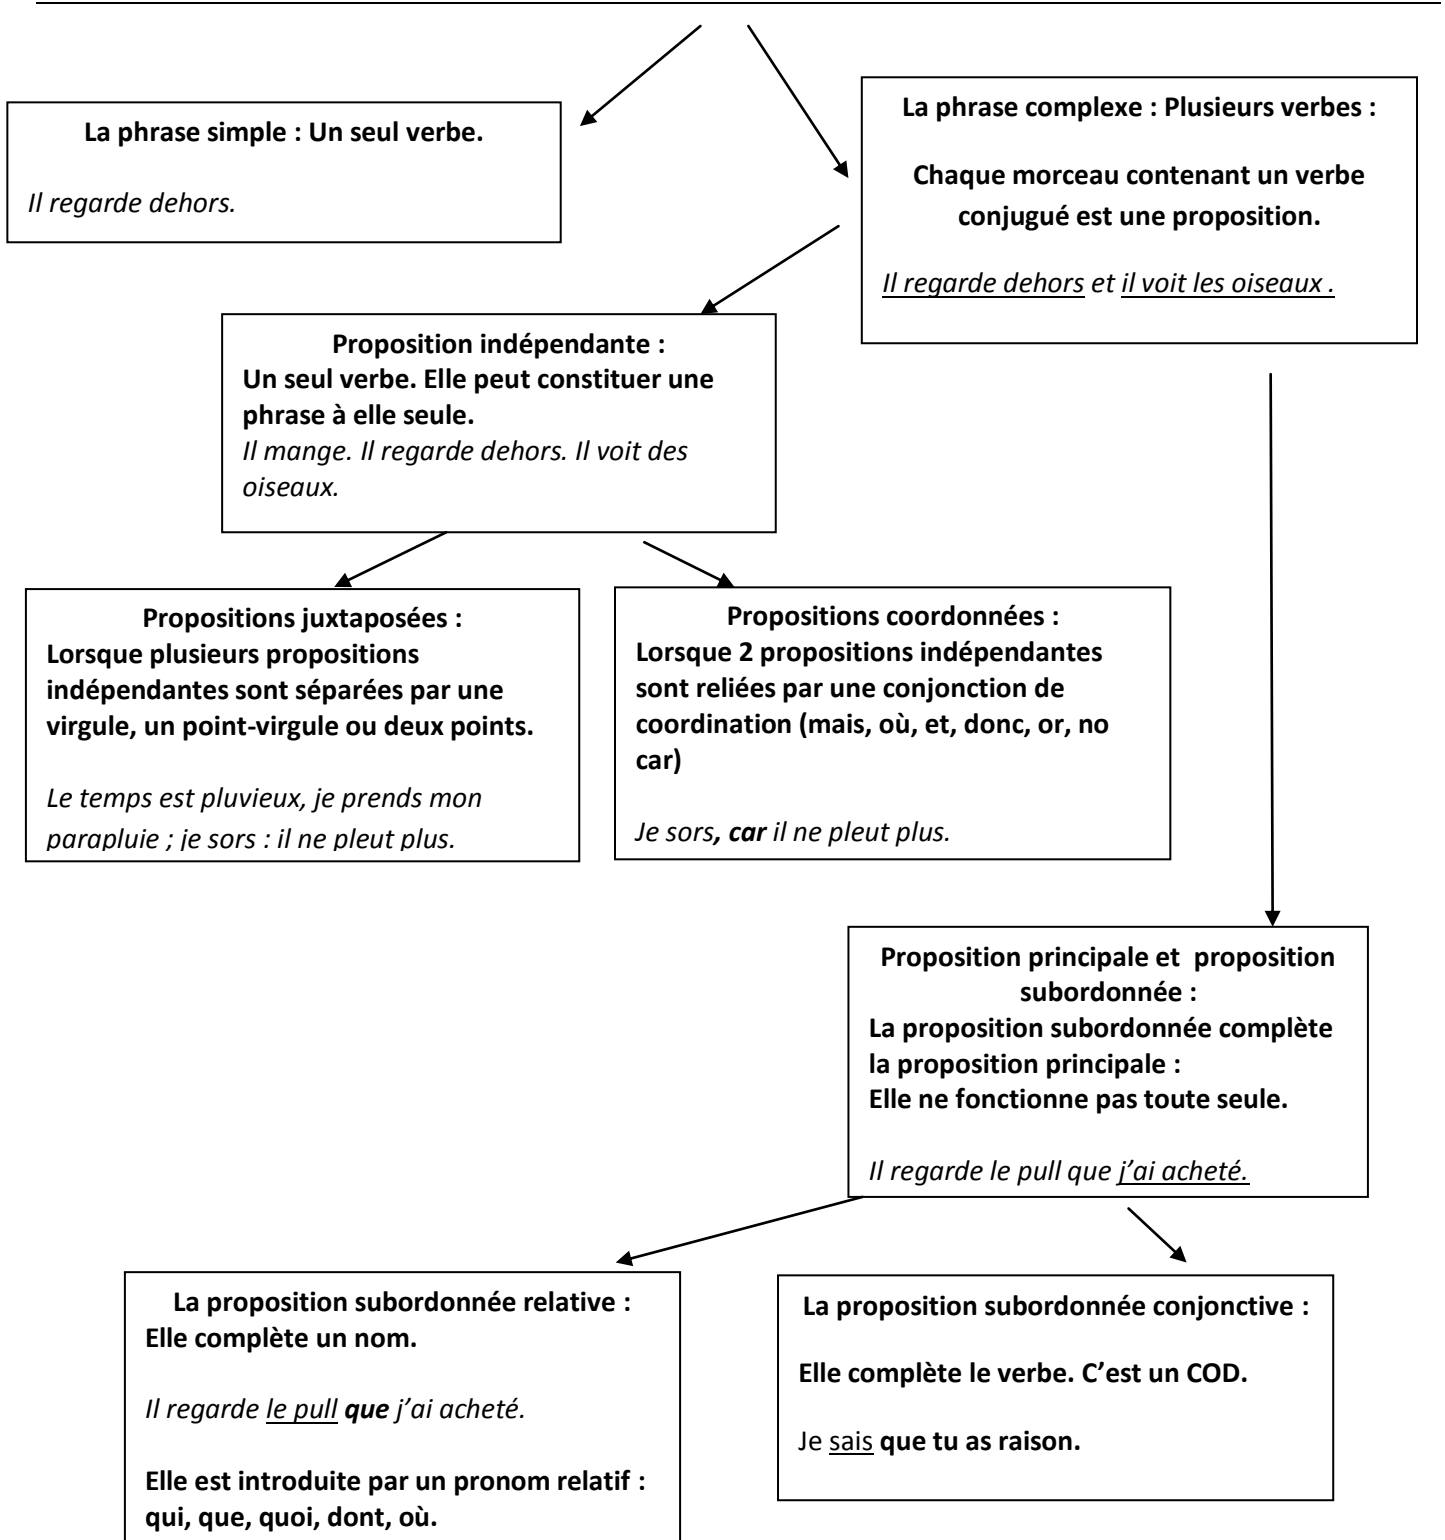 La phrase simple : Un seul verbe.
Il regarde dehors.
La phrase complexe : Plusieurs verbes :
Chaque morceau contenant un verbe
conjugué est une proposition.
Il regarde dehors et il voit les oiseaux .
Proposition indépendante :
Un seul verbe. Elle peut constituer une
phrase à elle seule.
Il mange. Il regarde dehors. Il voit des
oiseaux.
Propositions juxtaposées :
Lorsque plusieurs propositions
indépendantes sont séparées par une
virgule, un point-virgule ou deux points.
Le temps est pluvieux, je prends mon
parapluie ; je sors : il ne pleut plus.
Propositions coordonnées :
Lorsque 2 propositions indépendantes
sont reliées par une conjonction de
coordination (mais, où, et, donc, or, no
car)
Je sors, car il ne pleut plus.
Proposition principale et proposition
subordonnée :
La proposition subordonnée complète
la proposition principale :
Elle ne fonctionne pas toute seule.
Il regarde le pull que j’ai acheté.
La proposition subordonnée relative :
Elle complète un nom.
Il regarde le pull que j’ai acheté.
Elle est introduite par un pronom relatif :
qui, que, quoi, dont, où.
La proposition subordonnée conjonctive :
Elle complète le verbe. C’est un COD.
Je sais que tu as raison.